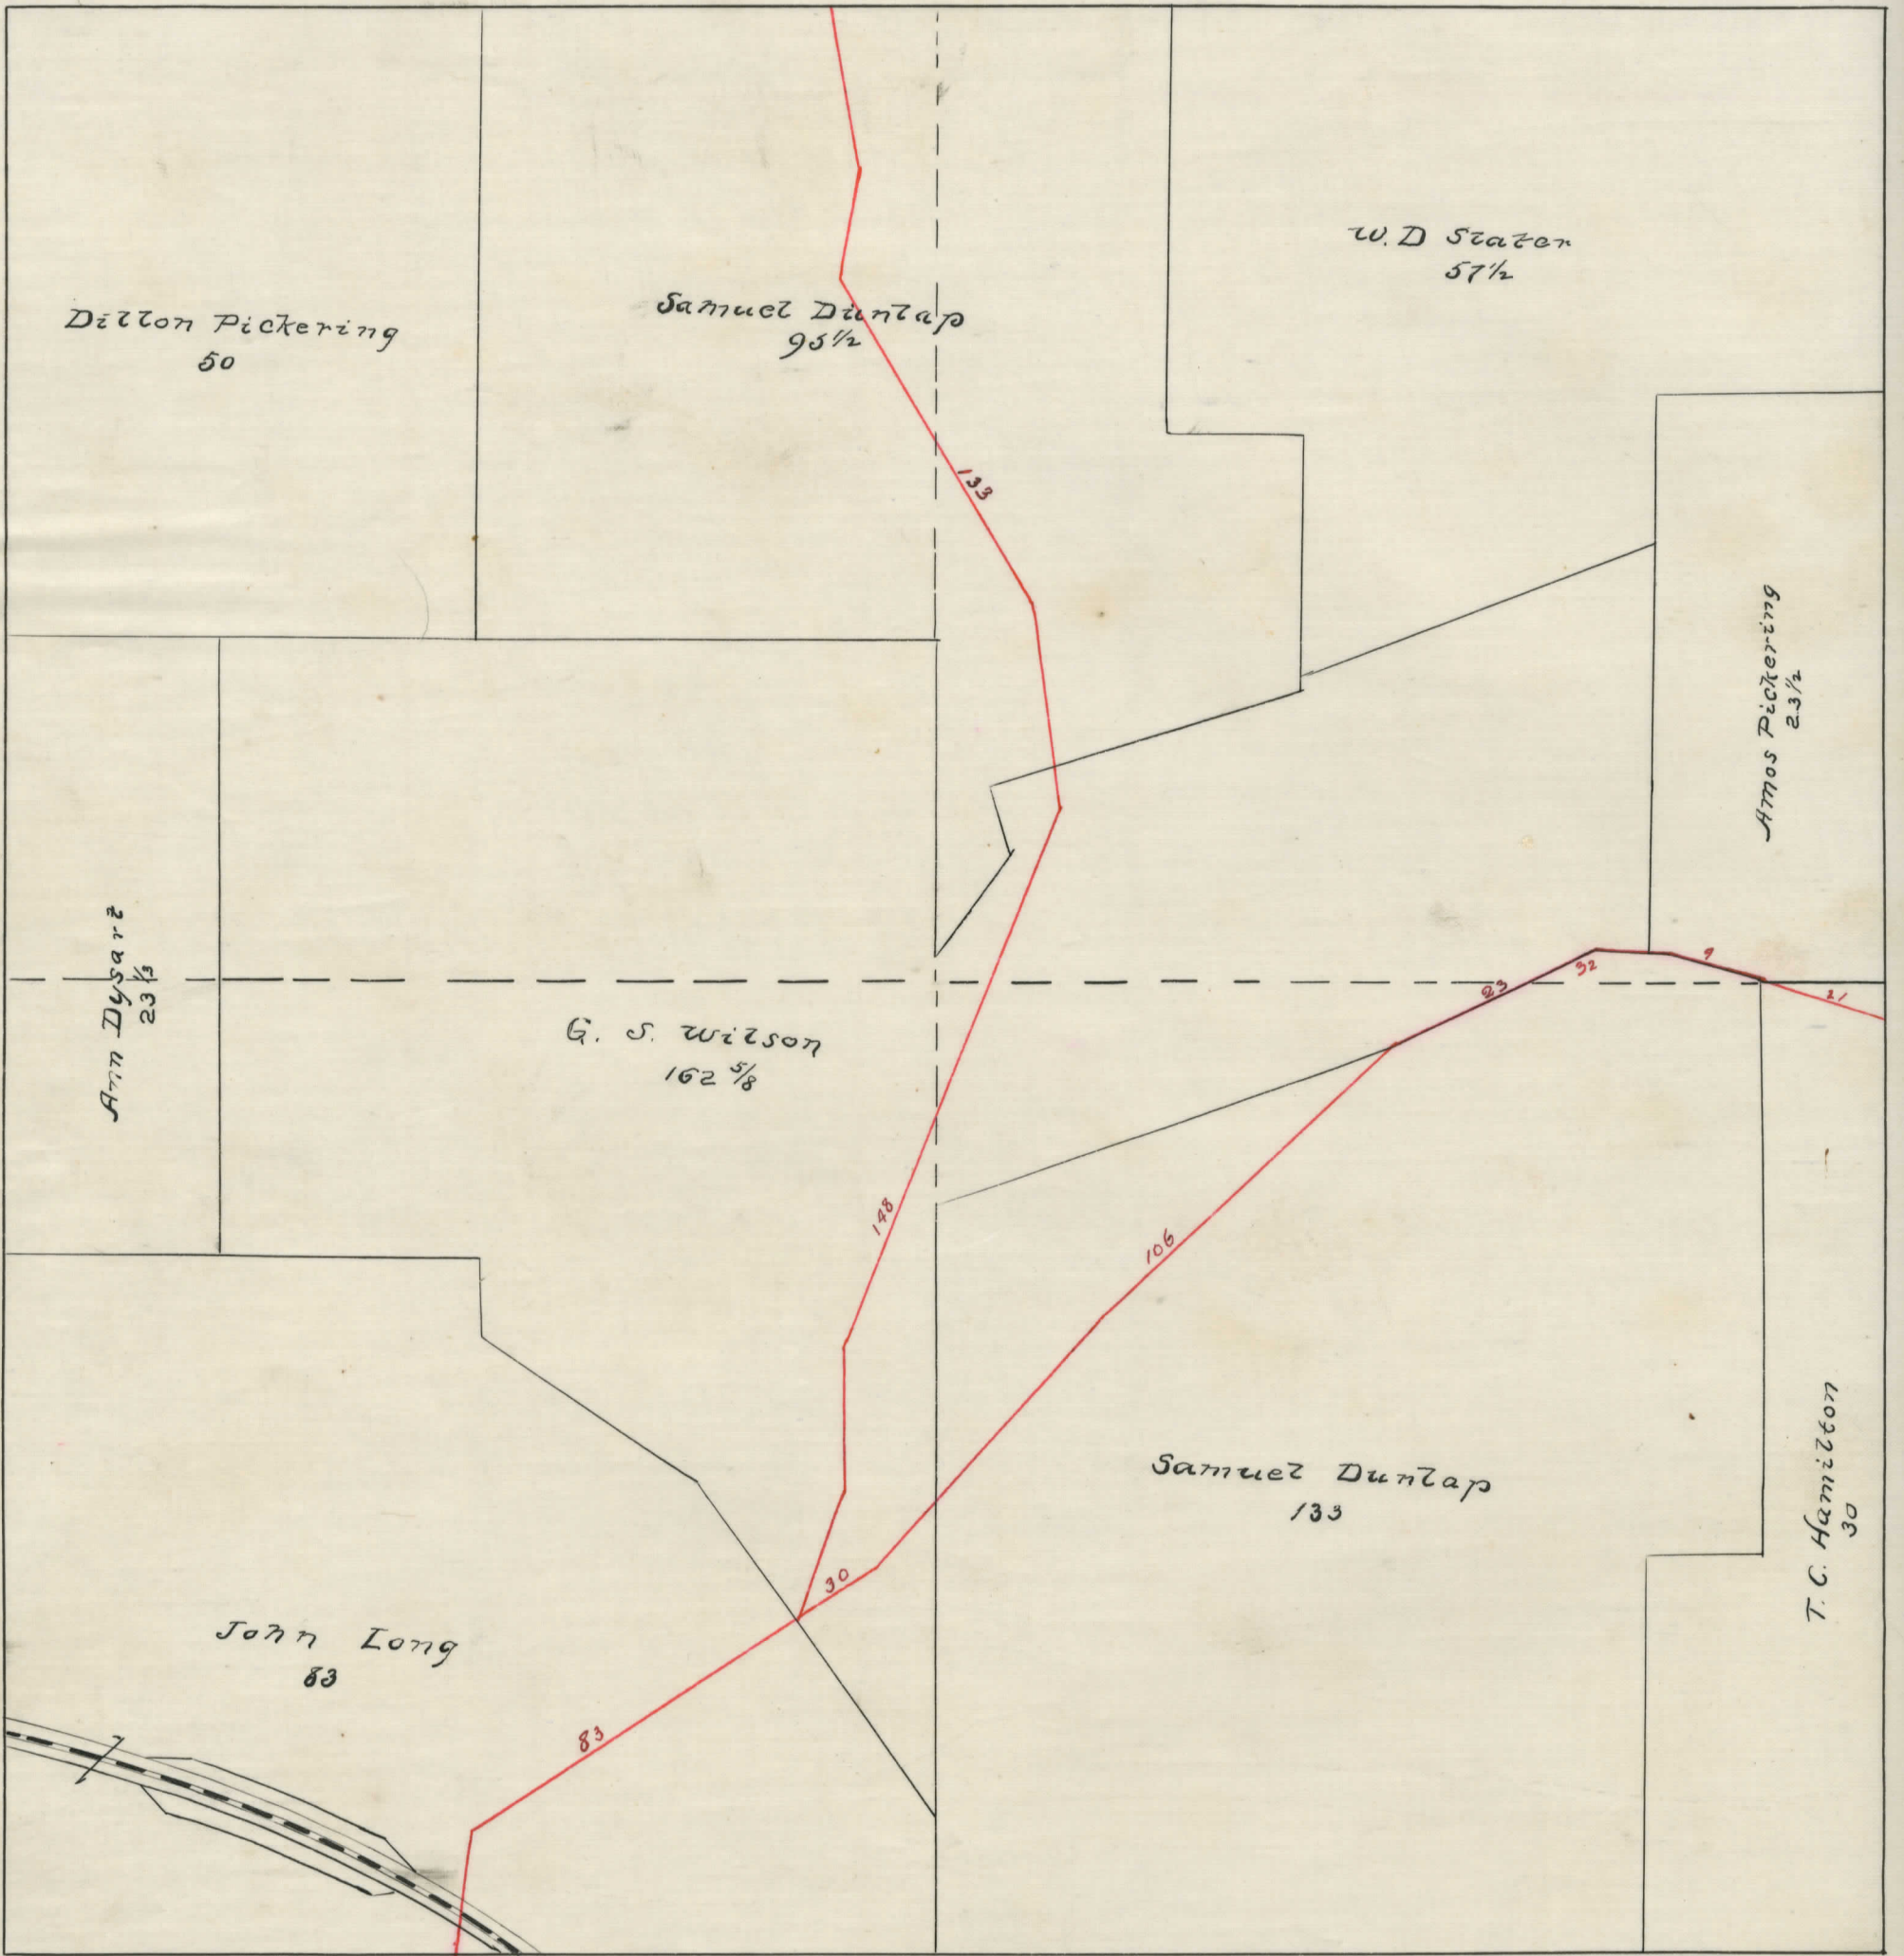 W. D Slater
57½
Dillon Pickering
50
Samuel Dunlap
95½
133
Amos Pickering
23½
Ann Dysart
23⅓
9
32
23
21
G. S. Wilson
162 ⅝
148
106
Samuel Dunlap
133
T. C. Hamilton
30
30
John Long
83
83